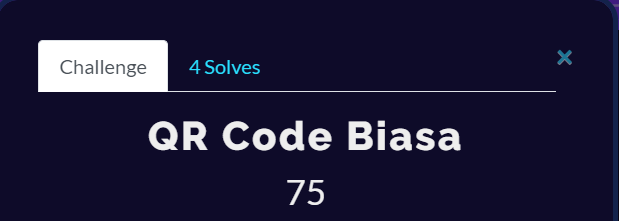 Challenge
4 Solves
×
QR Code Biasa
75